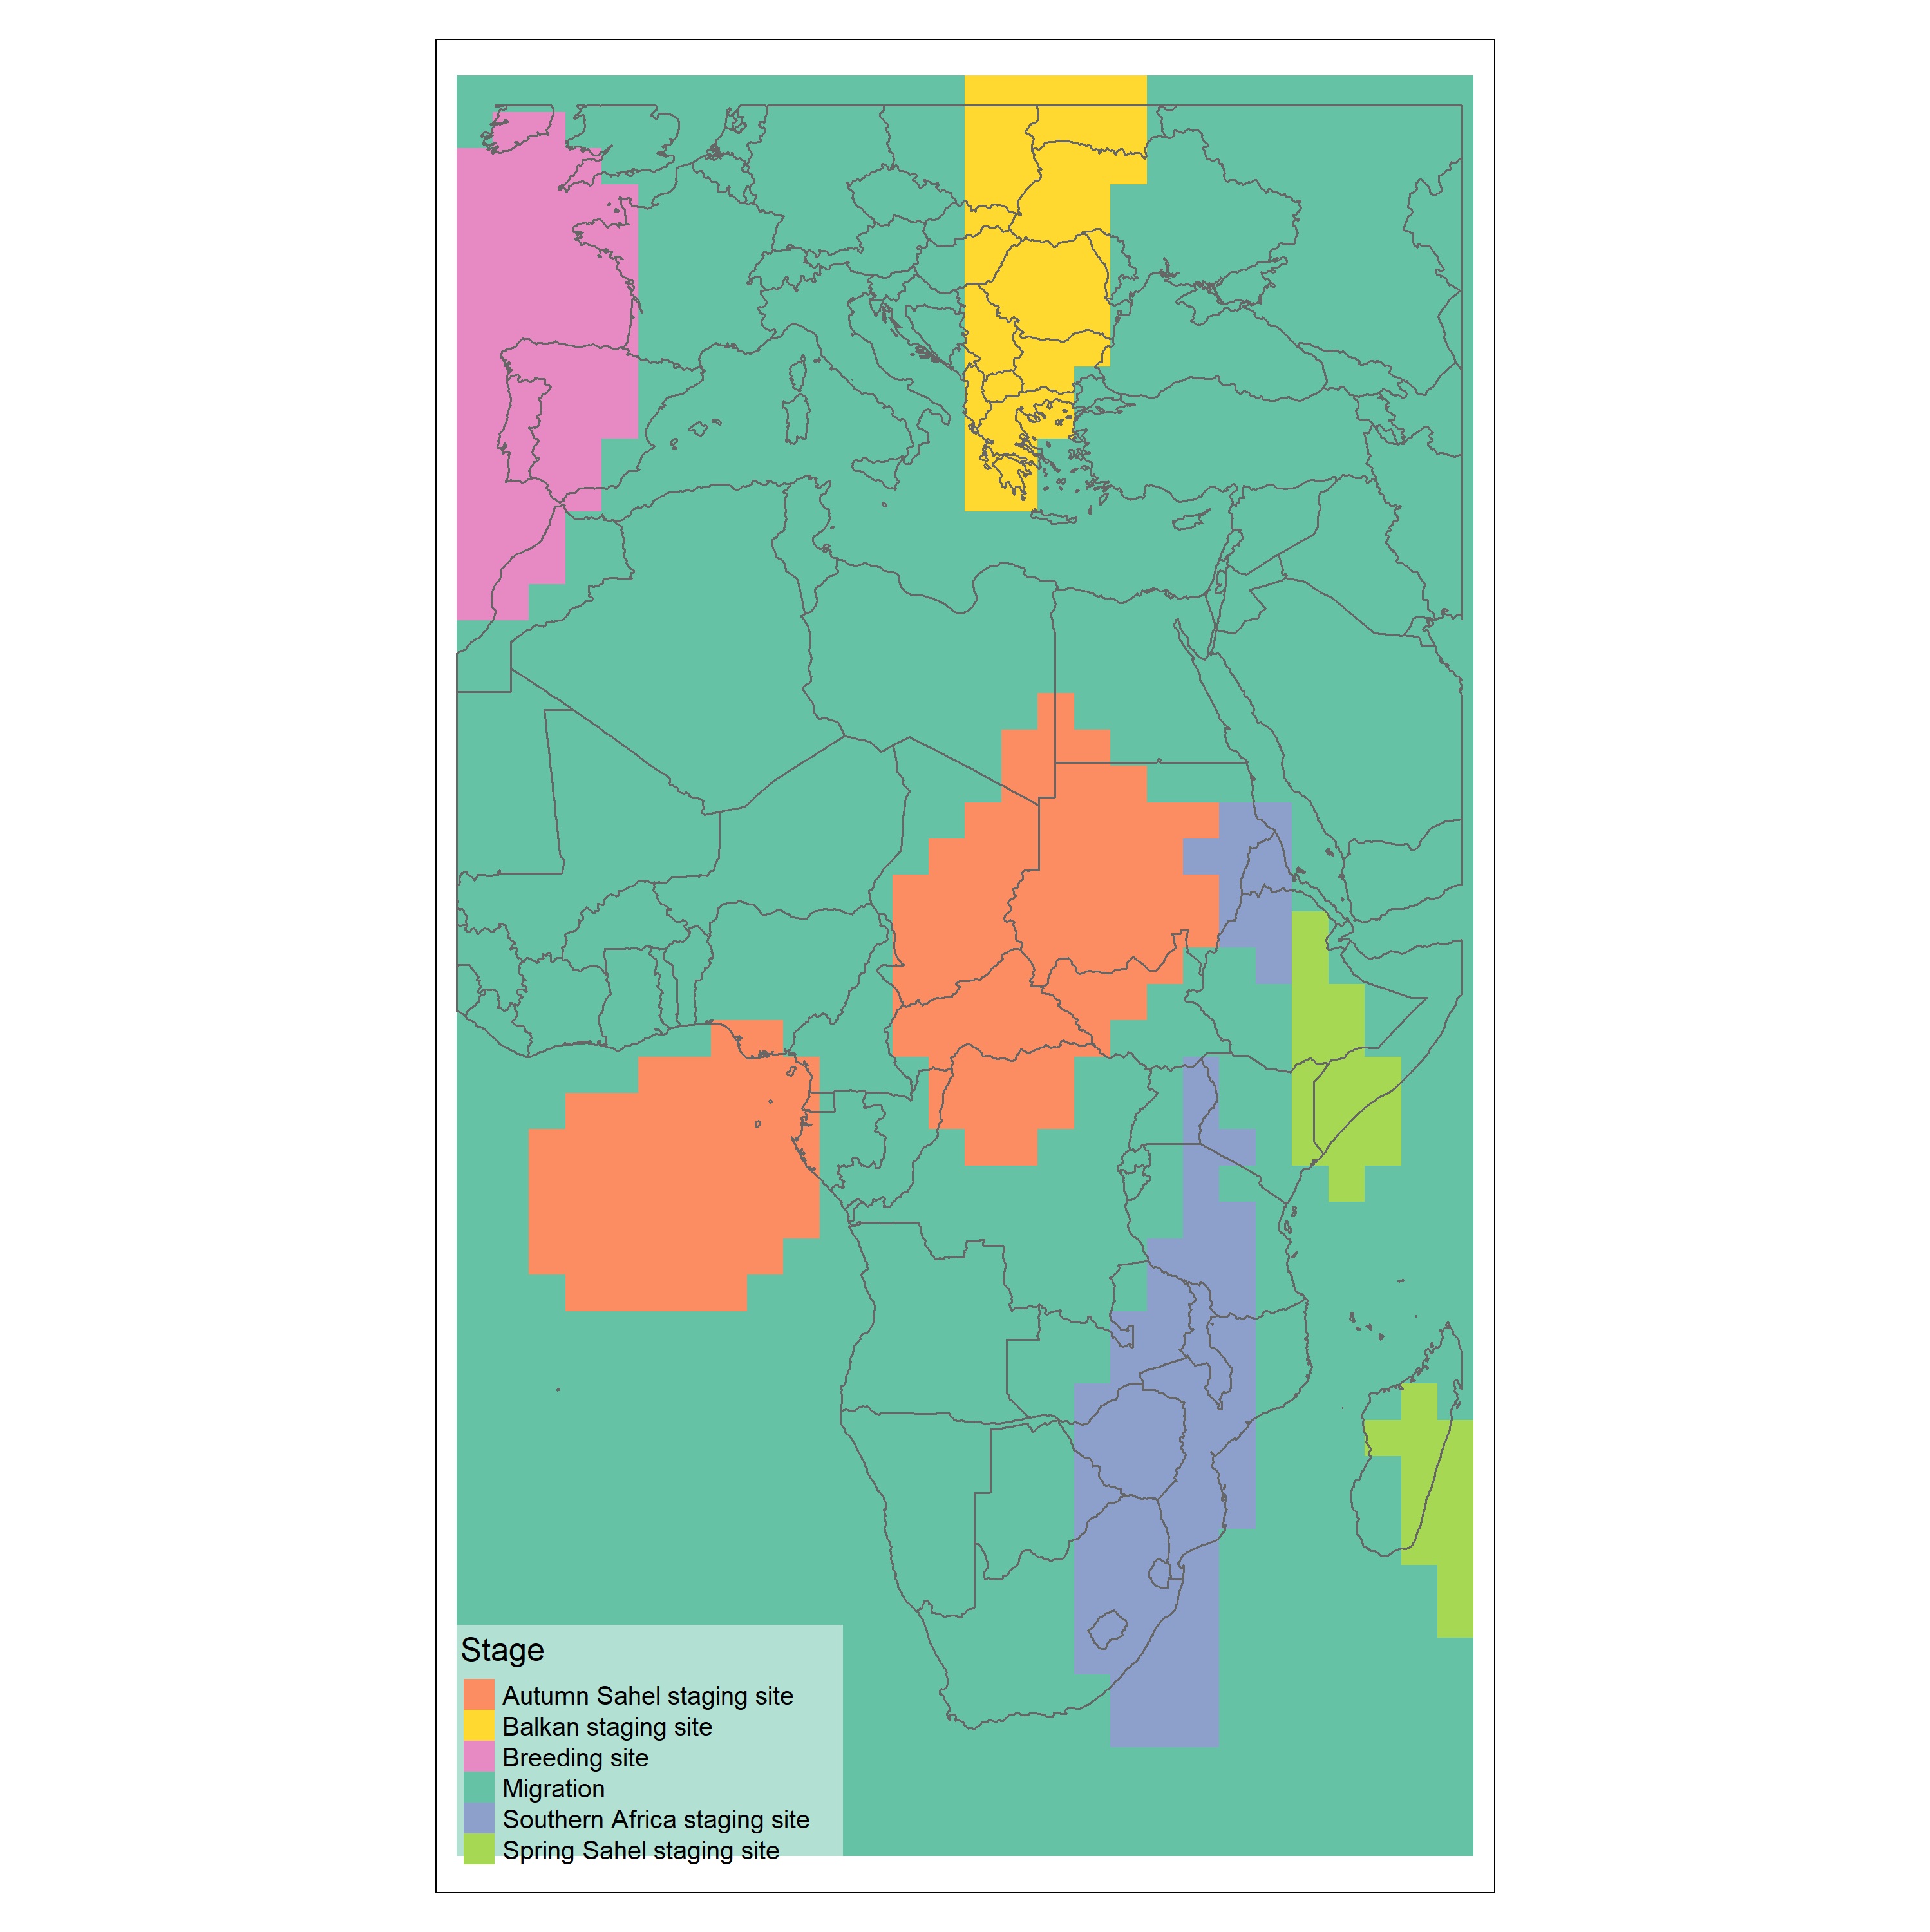 Stage
Autumn Sahel staging site
Balkan staging site
Breeding site
Migration
Southern Africa staging site
Spring Sahel staging site